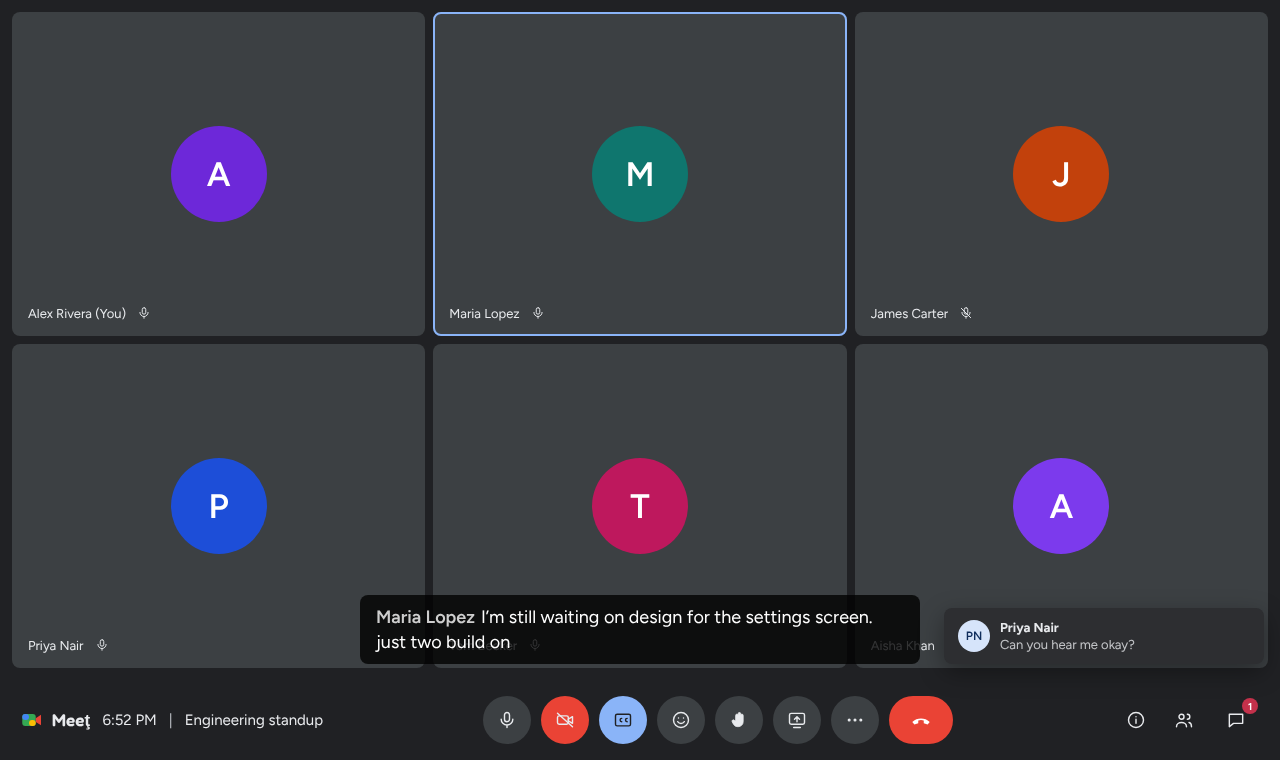 A
M
J
Alex Rivera (You)
Maria Lopez
James Carter
P
T
A
Maria Lopez I'm still waiting on design for the settings screen.
just two build on
Priya Nair
Aisha Khan
PN
Priya Nair
Can you hear me okay?
Meet
6:52 PM | Engineering standup
CC
1